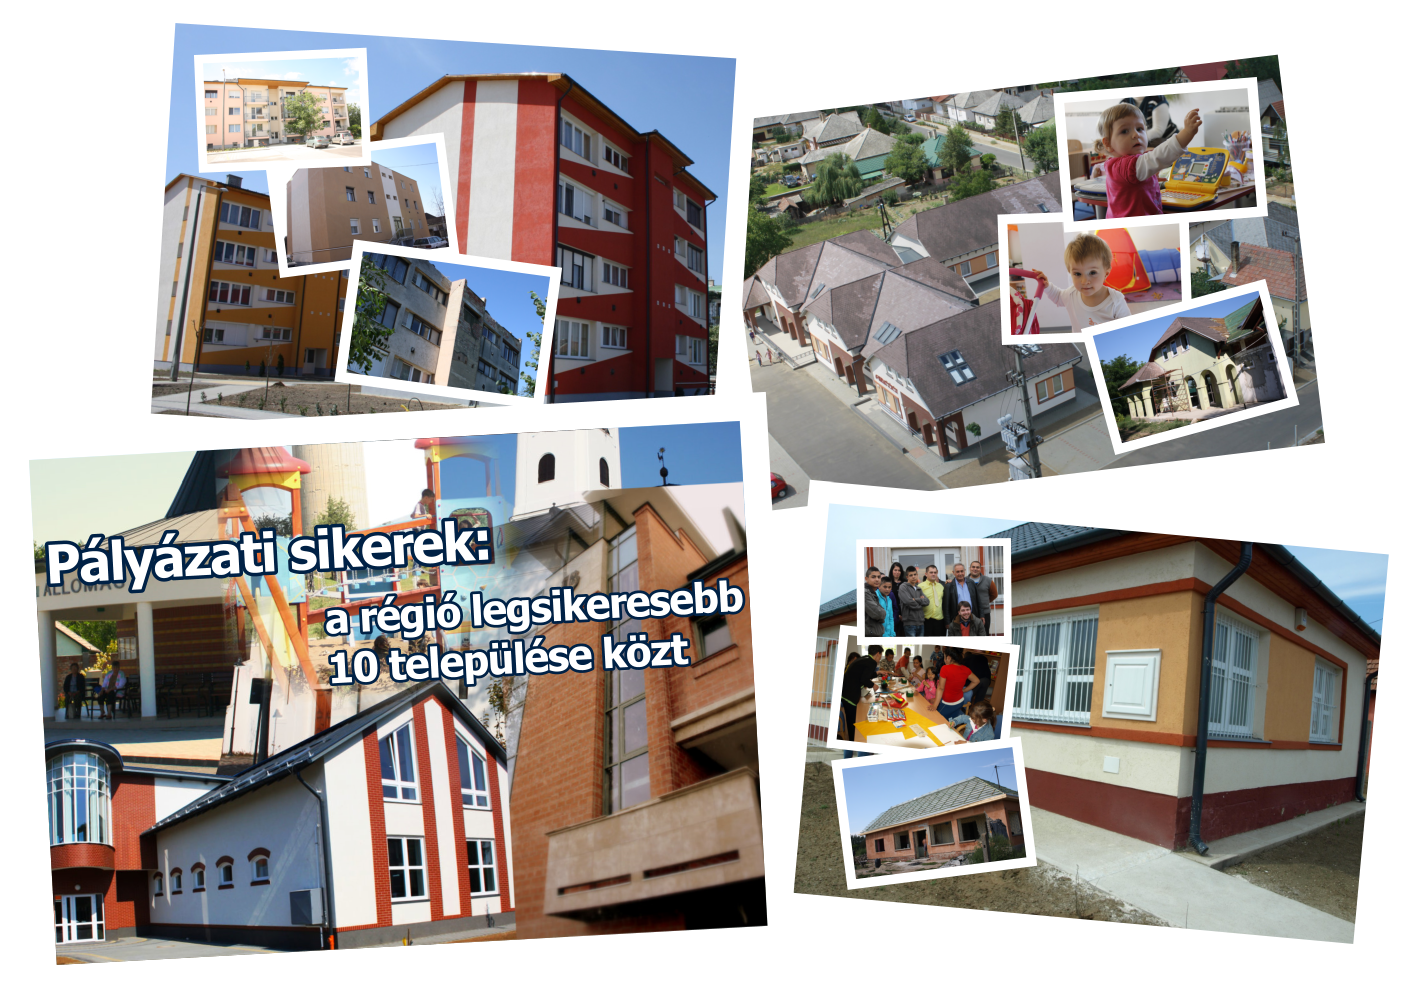 Pályázati sikerek:
a régió legsikeresebb
10 települése közt